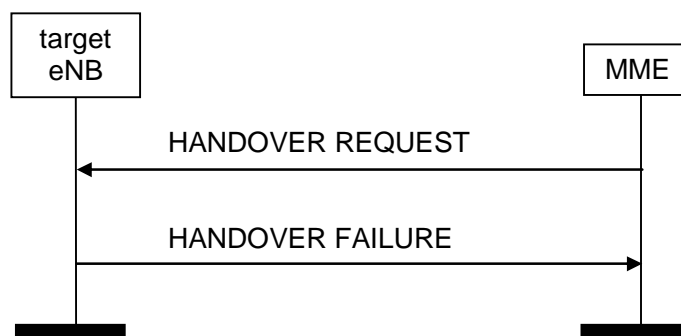 target
eNB
MME
HANDOVER REQUEST
HANDOVER FAILURE